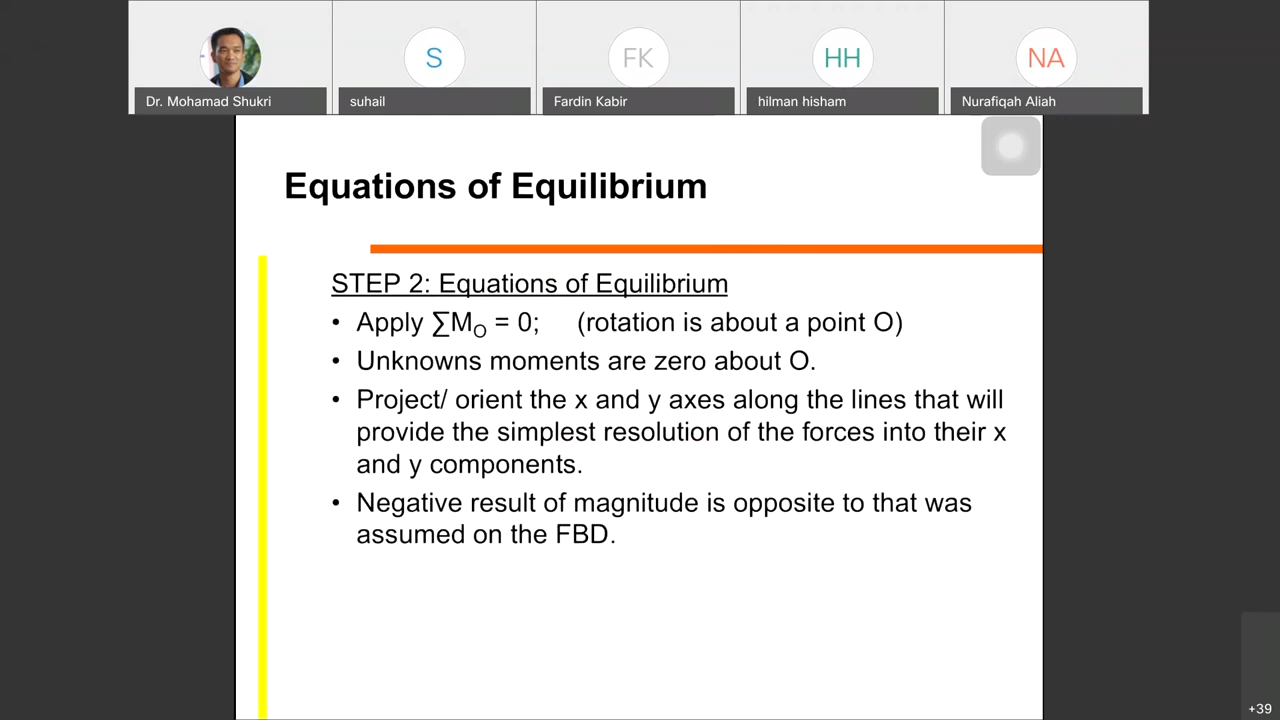 S
FK
HH
NA
Dr. Mohamad Shukri
suhail
Fardin Kabir
hilman hisham
Nurafiqah Aliah
Equations of Equilibrium
STEP 2: Equations of Equilibrium
• Apply ∑M_O = 0; (rotation is about a point O)
• Unknowns moments are zero about O.
• Project/ orient the x and y axes along the lines that will
provide the simplest resolution of the forces into their x
and y components.
• Negative result of magnitude is opposite to that was
assumed on the FBD.
+39